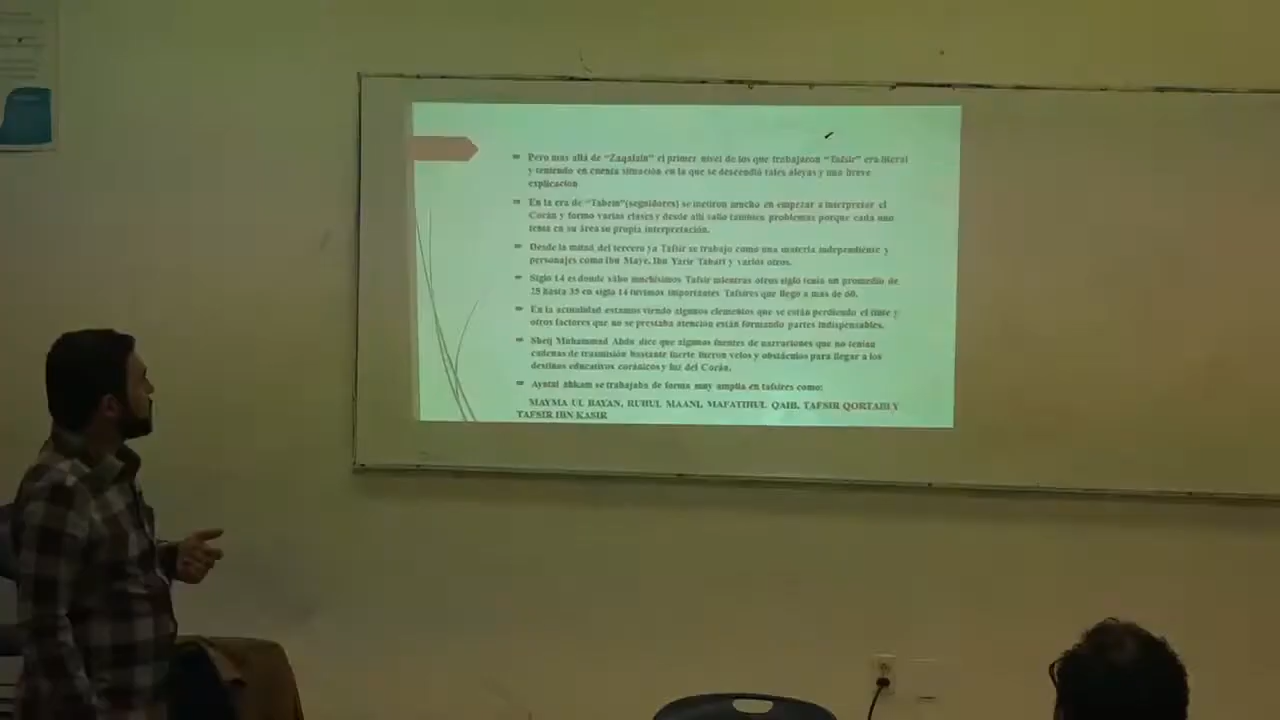 Pero mas allá de "Zaqalain" el primer nivel de los que trabajaron "Tafsir" era literal
y teniendo en cuenta situación en la que se descendió tales aleyas y una breve
explicacion
En la era de "Tabein"(seguidores) se metieron mucho en empezar a interpretar el
Corán y formo varias clases y desde allí salio tambien problemas porque cada uno
tenia en su área su propia interpretación.
Desde la mitad del tercero ya Tafsir se trabajo como una materia independiente y
personajes como Ibn Maye, Ibn Yarir Tabari y varios otros.
Siglo 14 es donde vubo muchísimos Tafsir mientras otros siglo tenia un promedio de
25 hasta 35 en siglo 14 tuvimos importantes Tafsires que llego a mas de 60.
En la actualidad estamos viendo algunos elementos que se están perdiendo el tinte y
otros factores que no se prestaba atención están formando partes indispensables.
Sheij Muhammad Abdu dice que algunas fuentes de narraciones que no tenian
cadenas de trasmisión bastante fuerte fueron velos y obstáculos para llegar a los
destinos educativos coránicos y luz del Corán.
Ayatal ahkam se trabajaba de forma muy amplia en tafsires como:
MAYMA UL BAYAN, RUHUL MAANI, MAFATIHUL QAIB, TAFSIR QORTABI Y
TAFSIR IBN KASIR